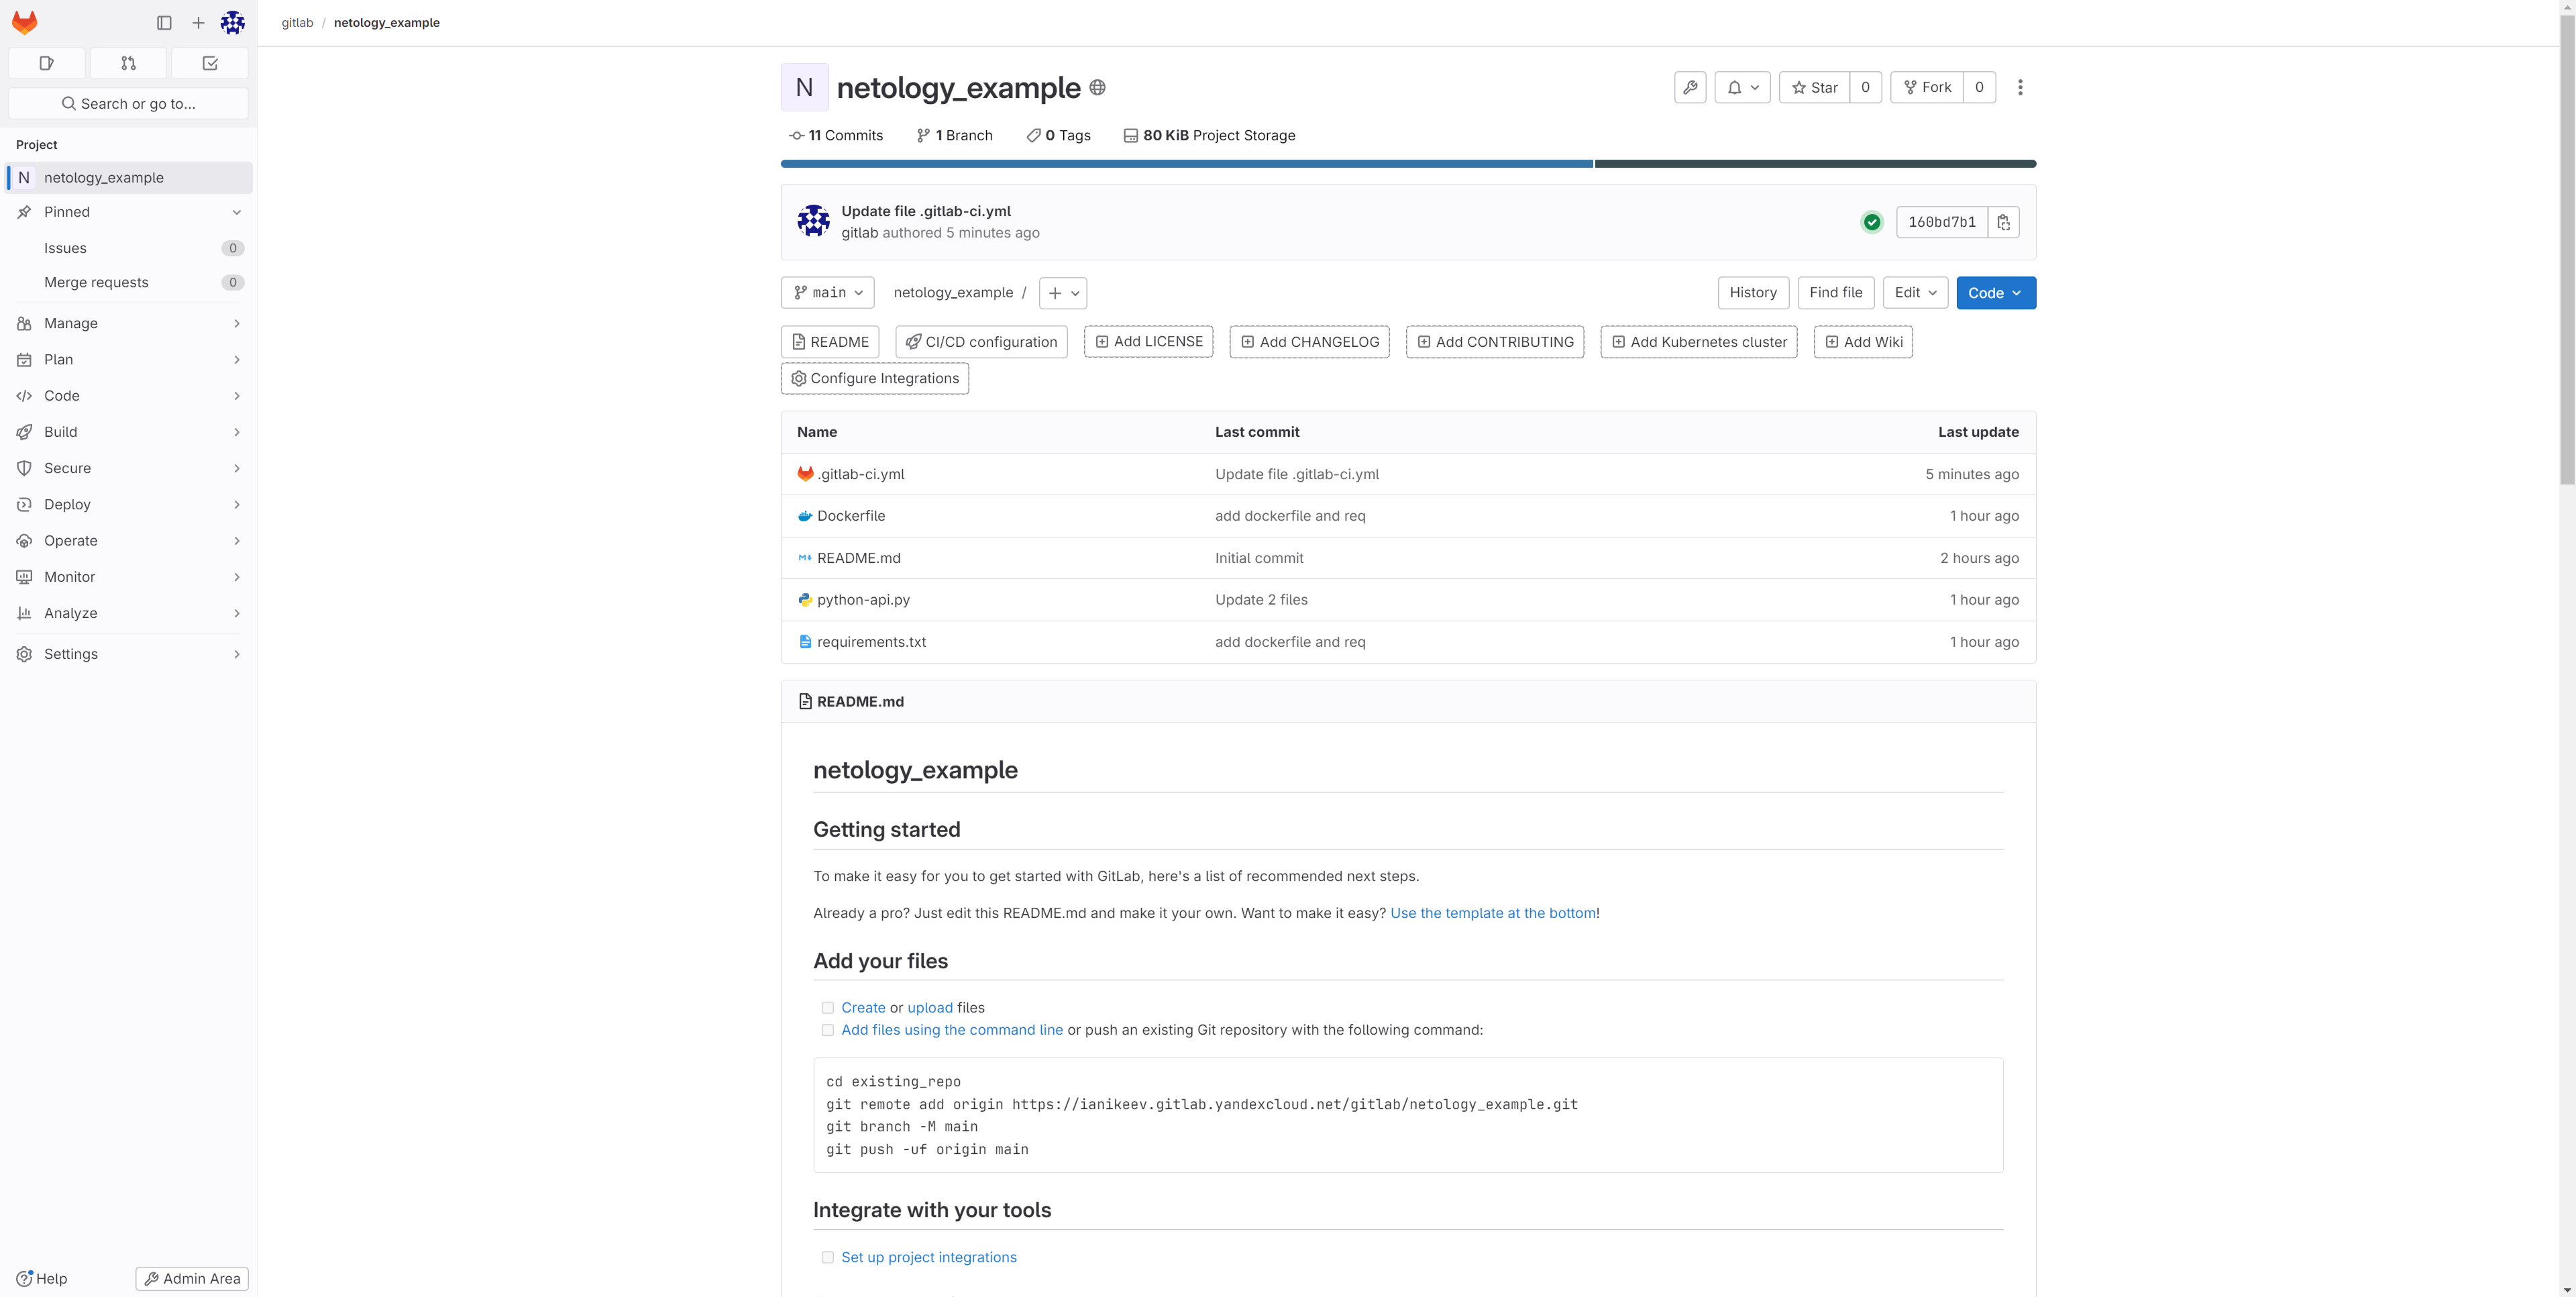 gitlab / netology_example
Search or go to...
Project
N netology_example
Pinned
Issues 0
Merge requests 0
Manage
Plan
Code
Build
Secure
Deploy
Operate
Monitor
Analyze
Settings
Help
Admin Area
N netology_example
Star 0
Fork 0
11 Commits
1 Branch
0 Tags
80 KiB Project Storage
Update file .gitlab-ci.yml
gitlab authored 5 minutes ago
160bd7b1
main
netology_example /
History
Find file
Edit
Code
README
CI/CD configuration
Add LICENSE
Add CHANGELOG
Add CONTRIBUTING
Add Kubernetes cluster
Add Wiki
Configure Integrations
Name Last commit Last update
.gitlab-ci.yml Update file .gitlab-ci.yml 5 minutes ago
Dockerfile add dockerfile and req 1 hour ago
README.md Initial commit 2 hours ago
python-api.py Update 2 files 1 hour ago
requirements.txt add dockerfile and req 1 hour ago
README.md
netology_example
Getting started
To make it easy for you to get started with GitLab, here's a list of recommended next steps.
Already a pro? Just edit this README.md and make it your own. Want to make it easy? Use the template at the bottom!
Add your files
Create or upload files
Add files using the command line or push an existing Git repository with the following command:
cd existing_repo
git remote add origin https://ianikeev.gitlab.yandexcloud.net/gitlab/netology_example.git
git branch -M main
git push -uf origin main
Integrate with your tools
Set up project integrations